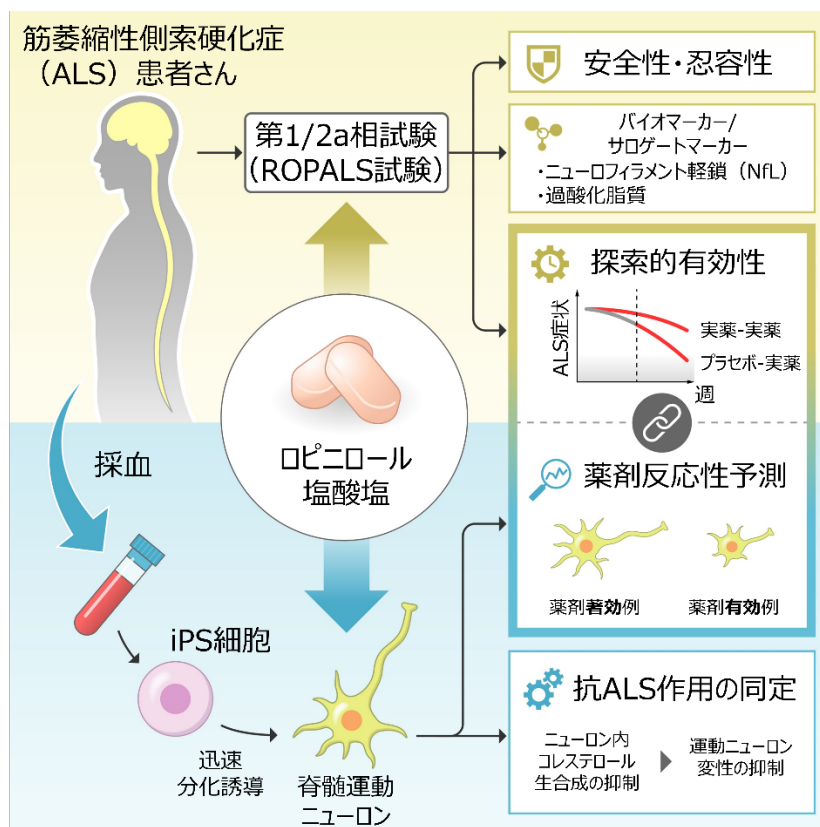 筋萎縮性側索硬化症
（ALS）患者さん
第1/2a相試験
(ROPALS試験)
安全性・忍容性
バイオマーカー/
サロゲートマーカー
・ニューロフィラメント軽鎖（NfL）
・過酸化脂質
探索的有効性
ALS症状
実薬-実薬
プラセボ-実薬
週
ロピニロール
塩酸塩
採血
薬剤反応性予測
薬剤著効例
薬剤有効例
iPS細胞
迅速
分化誘導
脊髄運動
ニューロン
抗ALS作用の同定
ニューロン内
コレステロール
生合成の抑制
運動ニューロン
変性の抑制